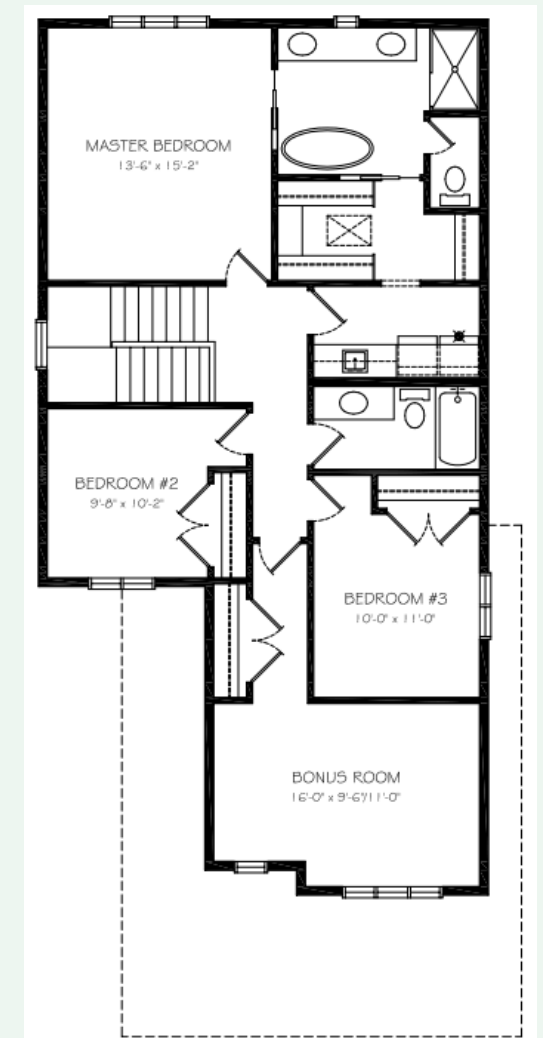 MASTER BEDROOM
13'-6" x 15'-2"
BEDROOM #2
9'-8" x 10'-2"
BEDROOM #3
10'-0" x 11'-0"
BONUS ROOM
16'-0" x 9'-6"/11'-0"